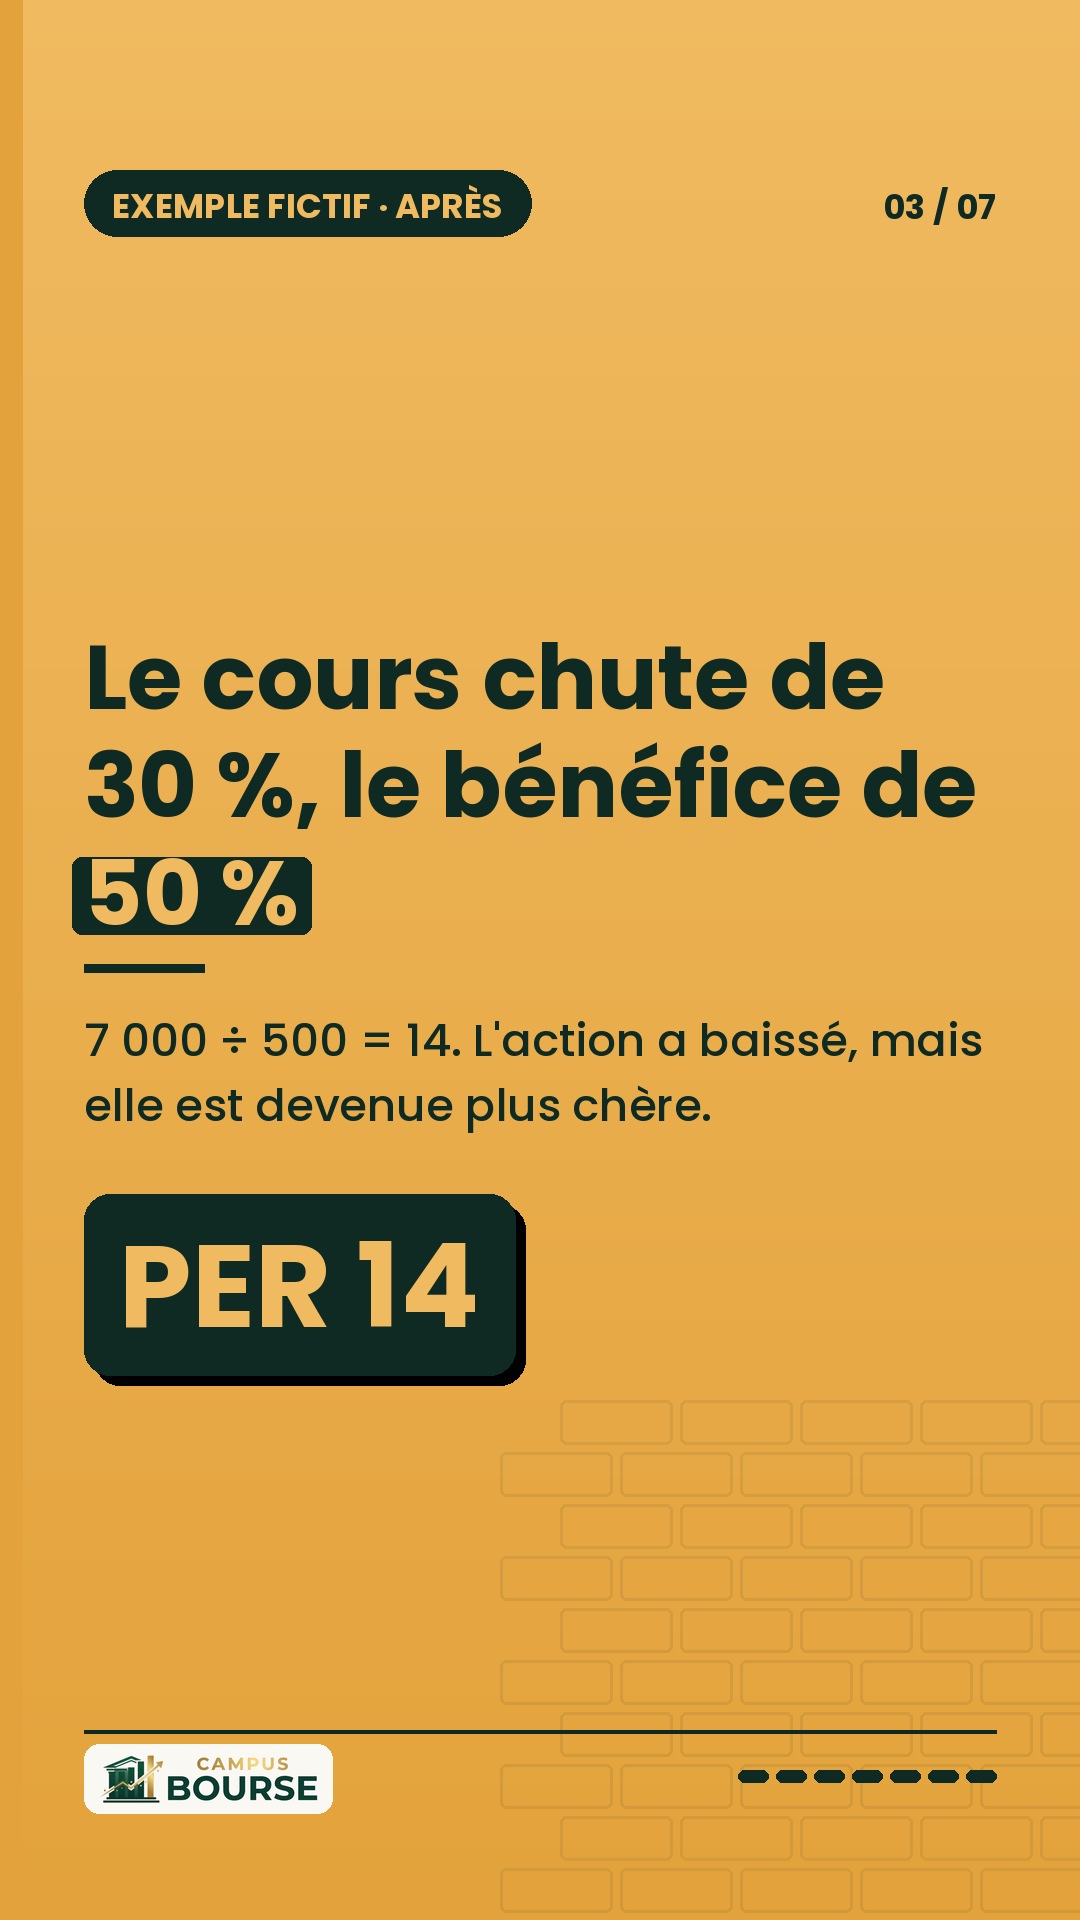 EXEMPLE FICTIF · APRÈS
03 / 07
Le cours chute de
30 %, le bénéfice de
50 %
7 000 ÷ 500 = 14. L'action a baissé, mais
elle est devenue plus chère.
PER 14
CAMPUS
BOURSE